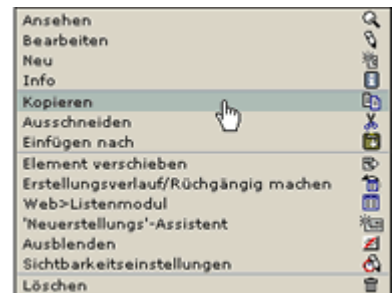 Ansehen
Bearbeiten
Neu
Info
Kopieren
Ausschneiden
Einfügen nach
Element verschieben
Erstellungsverlauf/Rüchgängig machen
Web>Listenmodul
'Neuerstellungs'-Assistent
Ausblenden
Sichtbarkeitseinstellungen
Löschen